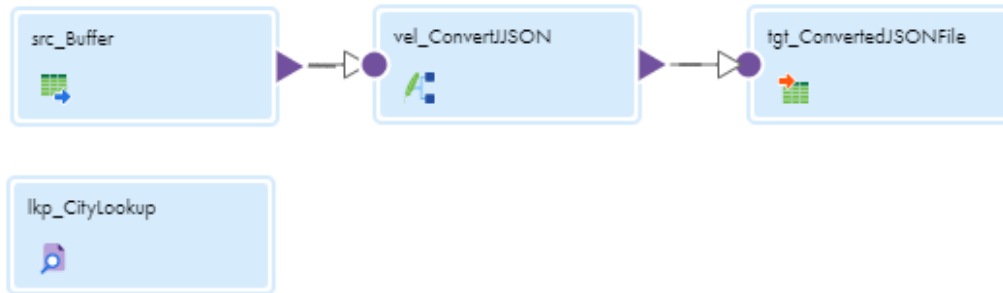 src_Buffer
vel_ConvertJJSON
tgt_ConvertedJSONFile
lkp_CityLookup